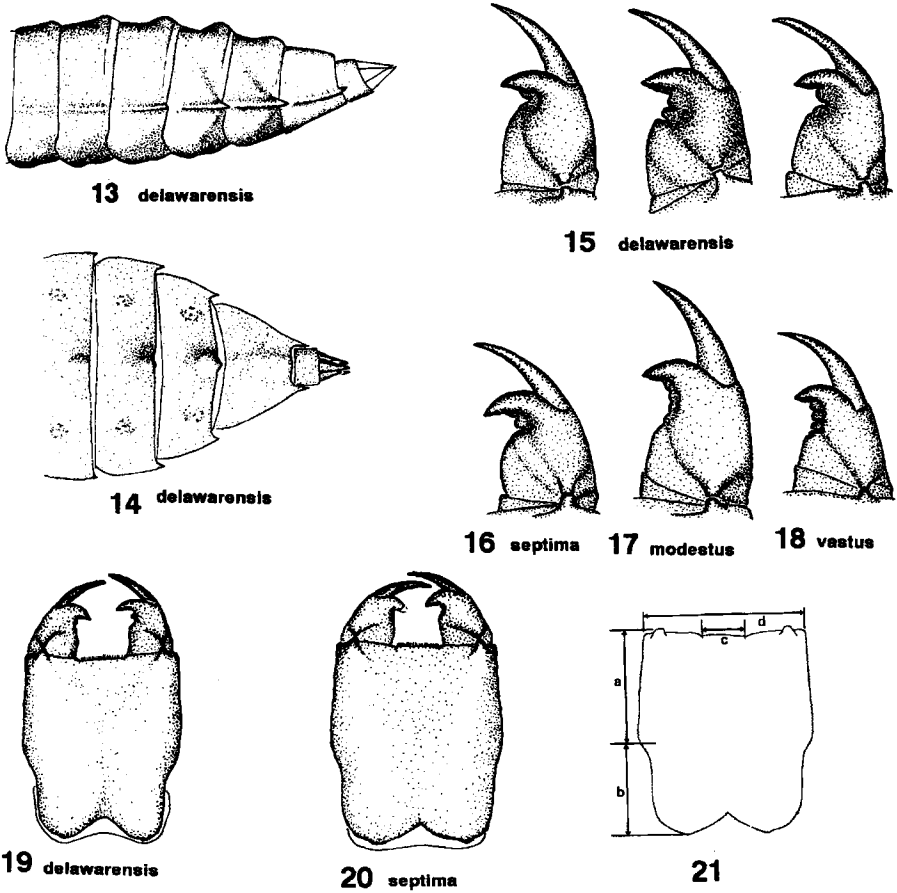 13 delawarensis
15 delawarensis
14 delawarensis
16 septima
17 modestus
18 vastus
19 delawarensis
20 septima
d
c
a
b
21